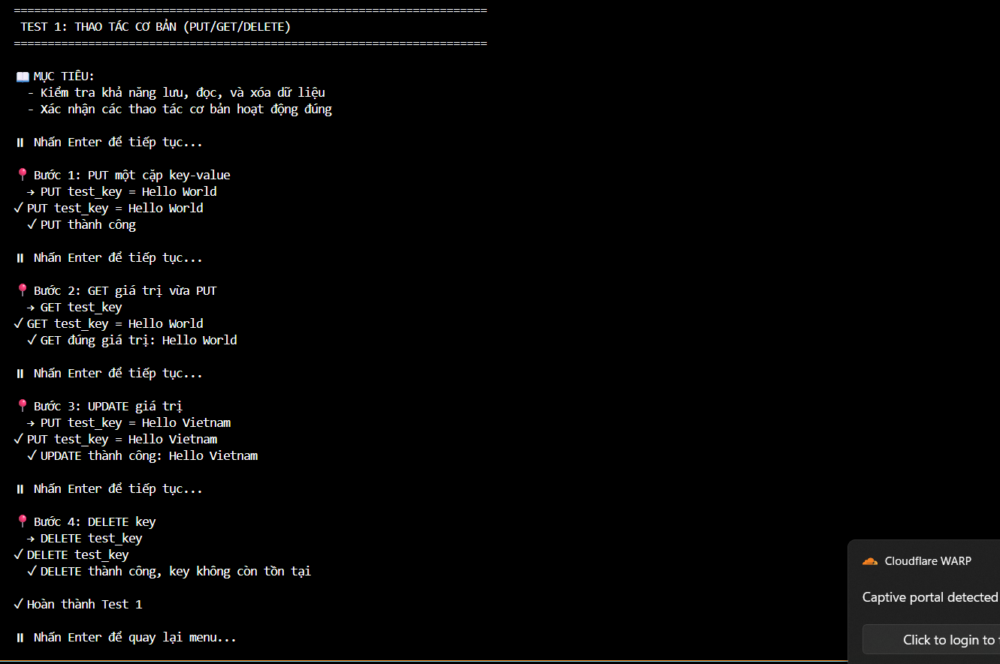 ======================================================================
TEST 1: THAO TÁC CƠ BẢN (PUT/GET/DELETE)
======================================================================
📖 MỤC TIÊU:
- Kiểm tra khả năng lưu, đọc, và xóa dữ liệu
- Xác nhận các thao tác cơ bản hoạt động đúng
⏸ Nhấn Enter để tiếp tục...
📍 Bước 1: PUT một cặp key-value
→ PUT test_key = Hello World
✓ PUT test_key = Hello World
✓ PUT thành công
⏸ Nhấn Enter để tiếp tục...
📍 Bước 2: GET giá trị vừa PUT
→ GET test_key
✓ GET test_key = Hello World
✓ GET đúng giá trị: Hello World
⏸ Nhấn Enter để tiếp tục...
📍 Bước 3: UPDATE giá trị
→ PUT test_key = Hello Vietnam
✓ PUT test_key = Hello Vietnam
✓ UPDATE thành công: Hello Vietnam
⏸ Nhấn Enter để tiếp tục...
📍 Bước 4: DELETE key
→ DELETE test_key
✓ DELETE test_key
✓ DELETE thành công, key không còn tồn tại
✓ Hoàn thành Test 1
⏸ Nhấn Enter để quay lại menu...
Cloudflare WARP
Captive portal detected
Click to login to